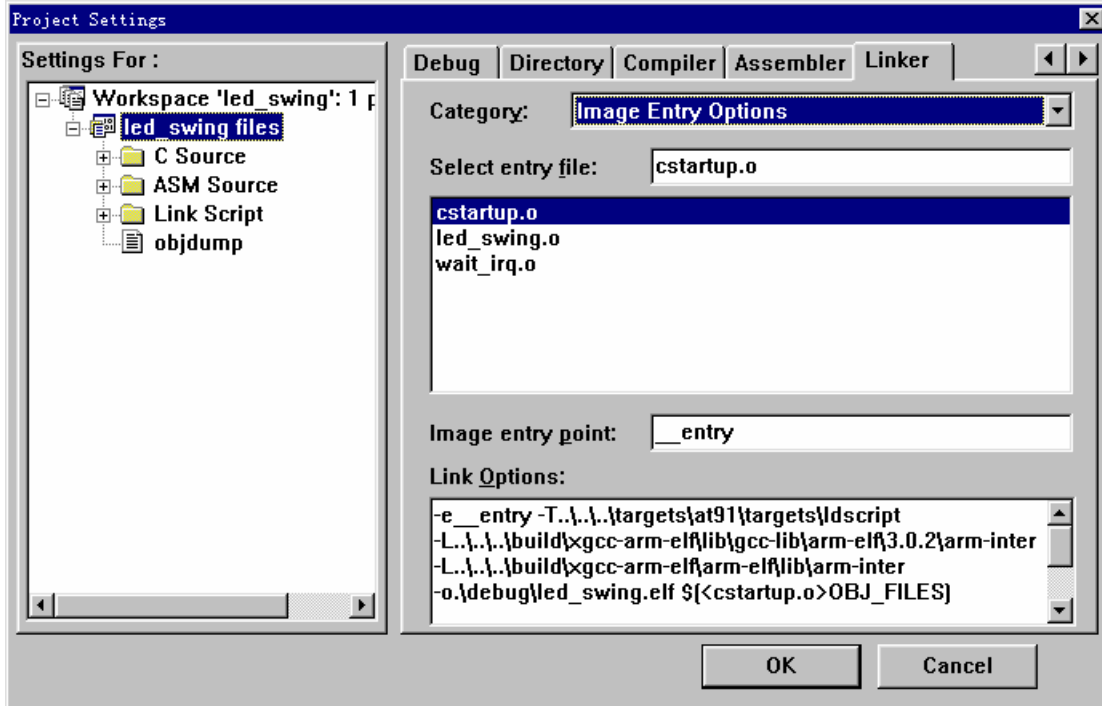 Project Settings
Settings For :
Workspace 'led_swing': 1 p
led_swing files
C Source
ASM Source
Link Script
objdump
Debug Directory Compiler Assembler Linker
Category: Image Entry Options
Select entry file: cstartup.o
cstartup.o
led_swing.o
wait_irq.o
Image entry point: __entry
Link Options:
-e__entry -T..\..\..\targets\at91\targets\ldscript
-L..\..\..\build\xgcc-arm-elf\lib\gcc-lib\arm-elf\3.0.2\arm-inter
-L..\..\..\build\xgcc-arm-elf\arm-elf\lib\arm-inter
-o.\debug\led_swing.elf $(<cstartup.o>OBJ_FILES)
OK Cancel